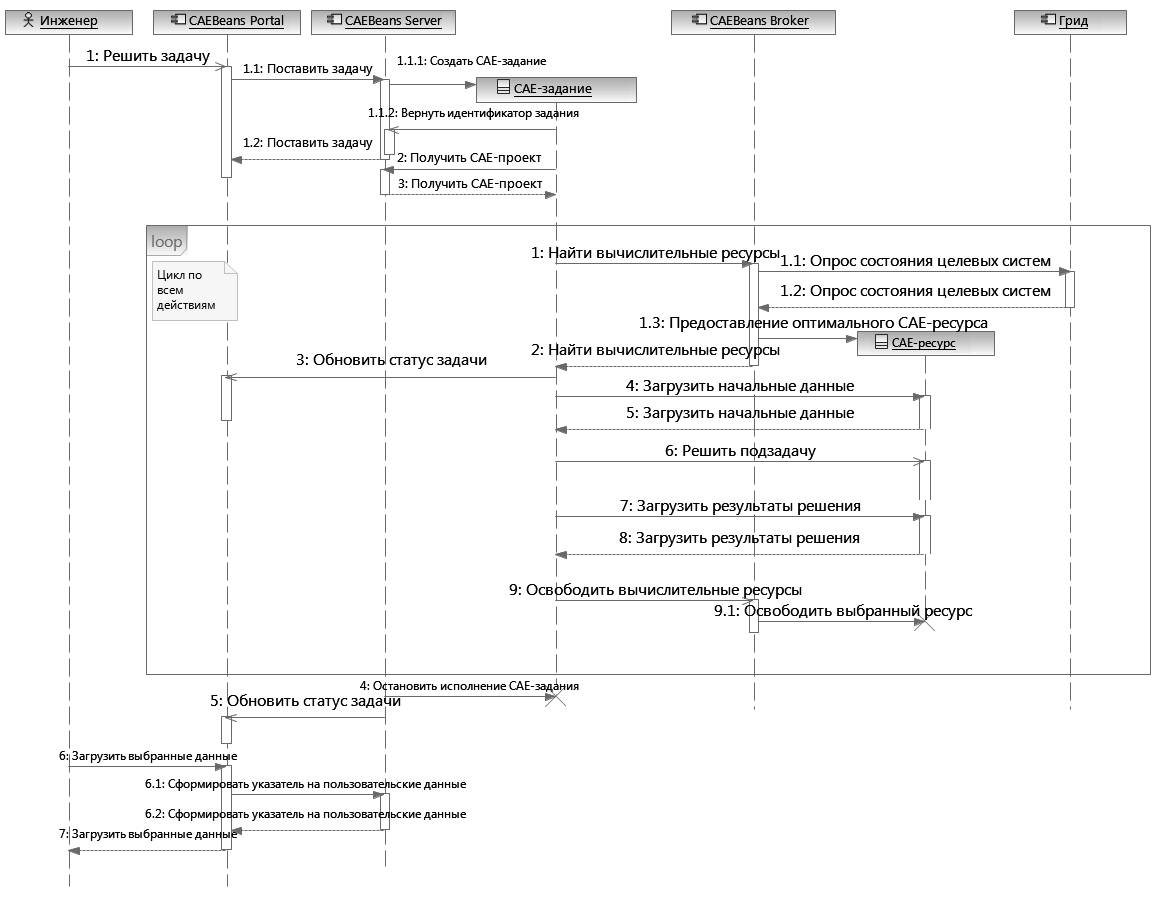 Инженер
CAEBeans Portal
CAEBeans Server
CAEBeans Broker
Грид
1: Решить задачу
1.1: Поставить задачу
1.1.1: Создать CAE-задание
CAE-задание
1.1.2: Вернуть идентификатор задания
1.2: Поставить задачу
2: Получить CAE-проект
3: Получить CAE-проект
loop
Цикл по
всем
действиям
1: Найти вычислительные ресурсы
1.1: Опрос состояния целевых систем
1.2: Опрос состояния целевых систем
1.3: Предоставление оптимального CAE-ресурса
CAE-ресурс
2: Найти вычислительные ресурсы
3: Обновить статус задачи
4: Загрузить начальные данные
5: Загрузить начальные данные
6: Решить подзадачу
7: Загрузить результаты решения
8: Загрузить результаты решения
9: Освободить вычислительные ресурсы
9.1: Освободить выбранный ресурс
4: Остановить исполнение CAE-задания
5: Обновить статус задачи
6: Загрузить выбранные данные
6.1: Сформировать указатель на пользовательские данные
6.2: Сформировать указатель на пользовательские данные
7: Загрузить выбранные данные